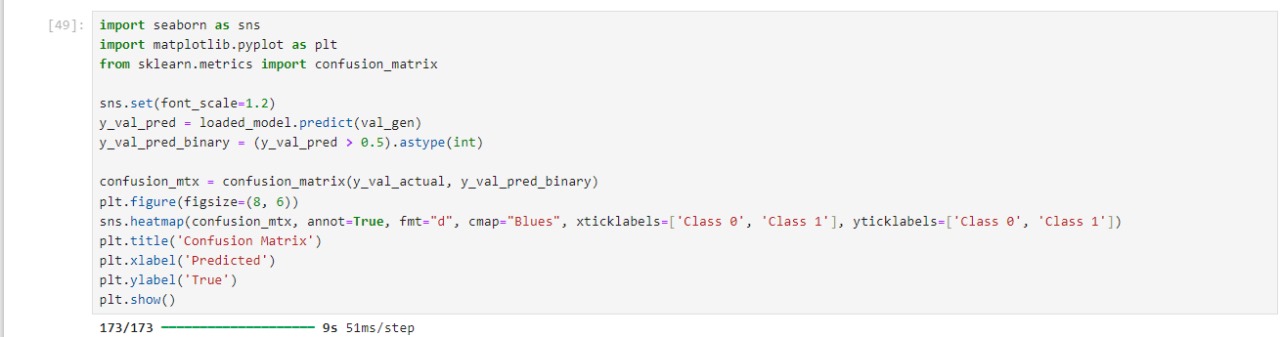 [49]: import seaborn as sns
import matplotlib.pyplot as plt
from sklearn.metrics import confusion_matrix
sns.set(font_scale=1.2)
y_val_pred = loaded_model.predict(val_gen)
y_val_pred_binary = (y_val_pred > 0.5).astype(int)
confusion_mtx = confusion_matrix(y_val_actual, y_val_pred_binary)
plt.figure(figsize=(8, 6))
sns.heatmap(confusion_mtx, annot=True, fmt="d", cmap="Blues", xticklabels=['Class 0', 'Class 1'], yticklabels=['Class 0', 'Class 1'])
plt.title('Confusion Matrix')
plt.xlabel('Predicted')
plt.ylabel('True')
plt.show()
173/173 ━━━━━━━━━━━━━━━━━━━━ 9s 51ms/step